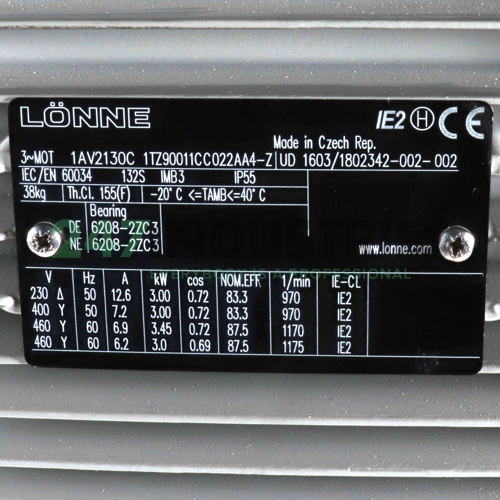 LÖNNE IE2 H CE
Made in Czech Rep.
3~MOT 1AV2130C 1TZ90011CC022AA4-Z UD 1603/1802342-002-002
IEC/EN 60034 132S IMB3 IP55
38kg Th.Cl. 155(F) -20°C <=TAMB<=40°C
Bearing
DE 6208-2ZC3
NE 6208-2ZC3
www.lonne.com
V Hz A kW cos NOM.EFF 1/min IE-CL
230 Δ 50 12.6 3.00 0.72 83.3 970 IE2
400 Y 50 7.2 3.00 0.72 83.3 970 IE2
460 Y 60 6.9 3.45 0.72 87.5 1170 IE2
460 Y 60 6.2 3.0 0.69 87.5 1175 IE2